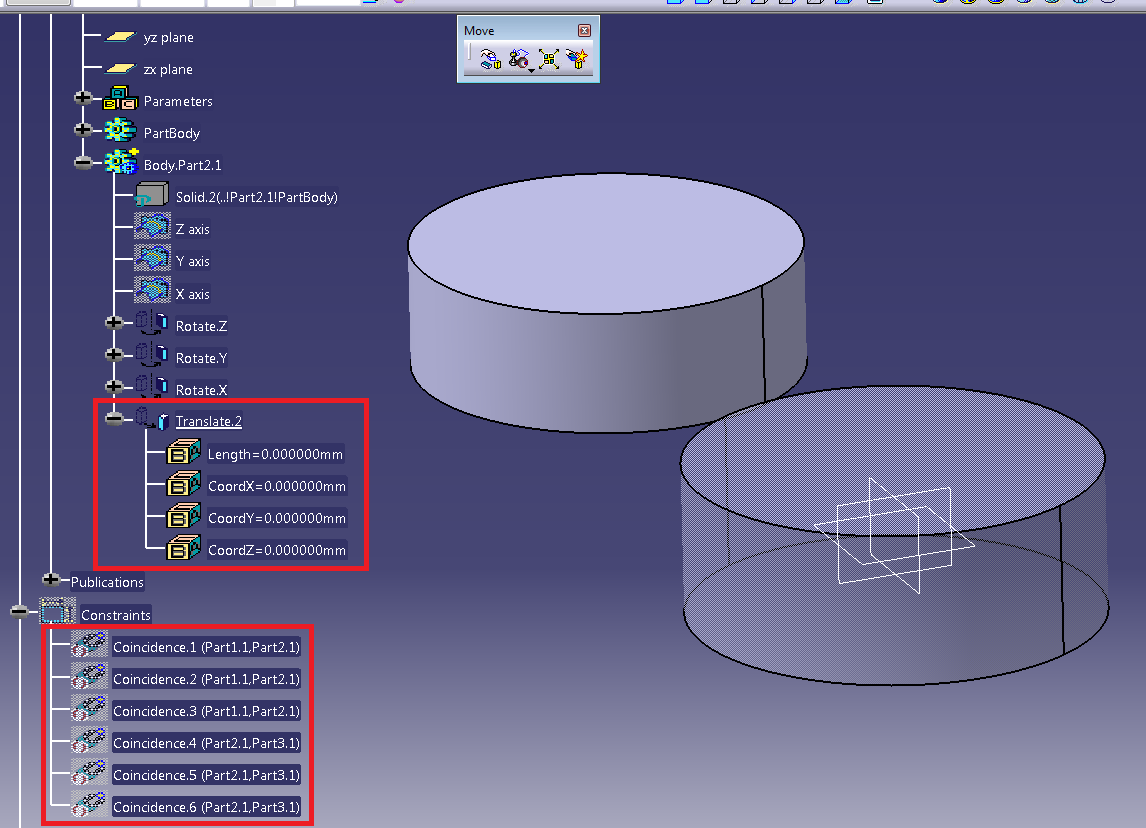 Move
yz plane
zx plane
Parameters
PartBody
Body.Part2.1
Solid.2(..!Part2.1!PartBody)
Z axis
Y axis
X axis
Rotate.Z
Rotate.Y
Rotate.X
Translate.2
Length=0.000000mm
CoordX=0.000000mm
CoordY=0.000000mm
CoordZ=0.000000mm
Publications
Constraints
Coincidence.1 (Part1.1,Part2.1)
Coincidence.2 (Part1.1,Part2.1)
Coincidence.3 (Part1.1,Part2.1)
Coincidence.4 (Part2.1,Part3.1)
Coincidence.5 (Part2.1,Part3.1)
Coincidence.6 (Part2.1,Part3.1)